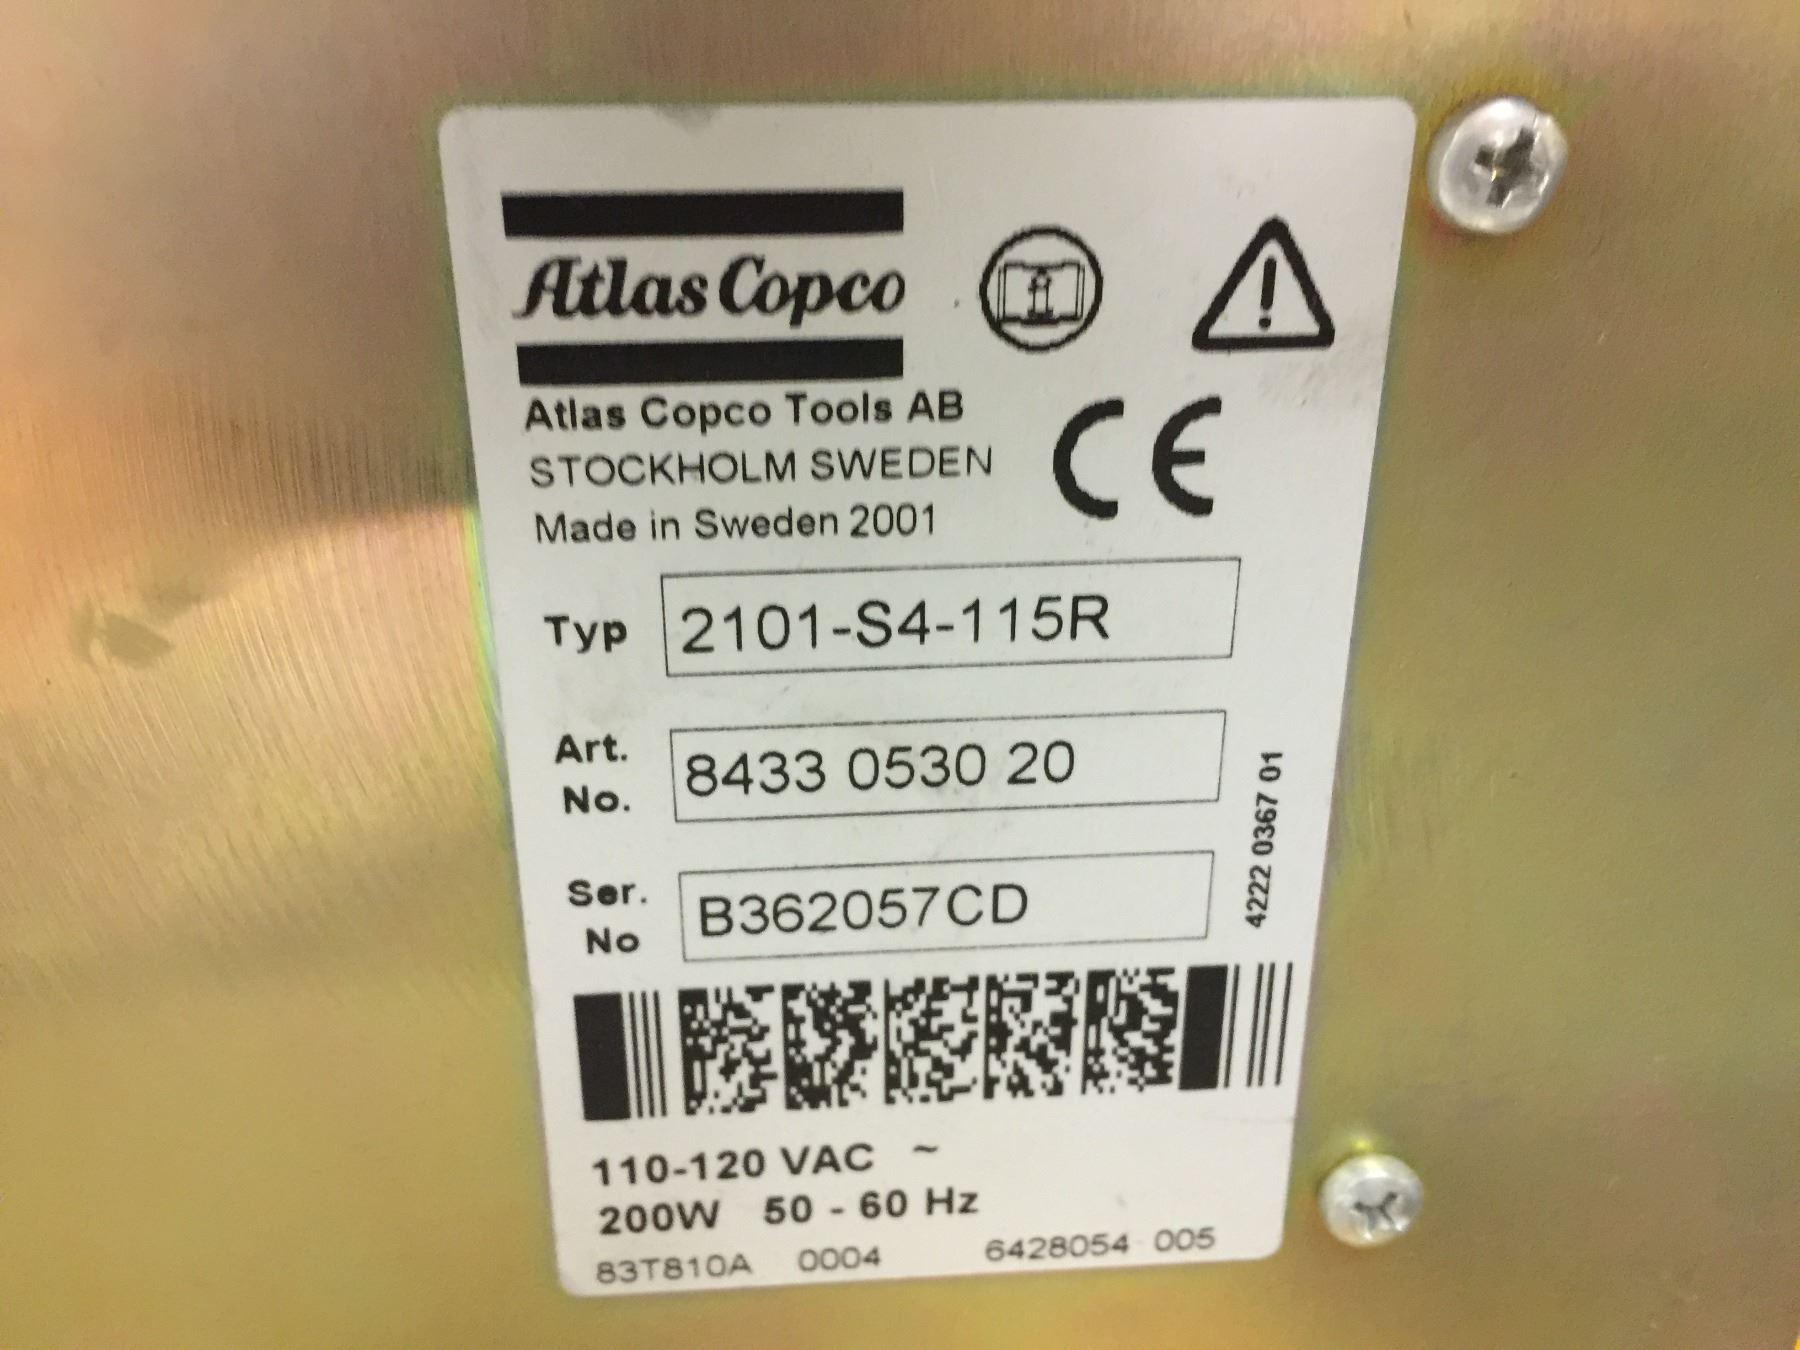 Atlas Copco
Atlas Copco Tools AB
STOCKHOLM SWEDEN
Made in Sweden 2001
CE
Typ 2101-S4-115R
Art. No. 8433 0530 20
Ser. No B362057CD
4222 0367 01
110-120 VAC ~
200W 50 - 60 Hz
83T810A 0004 6428054 005